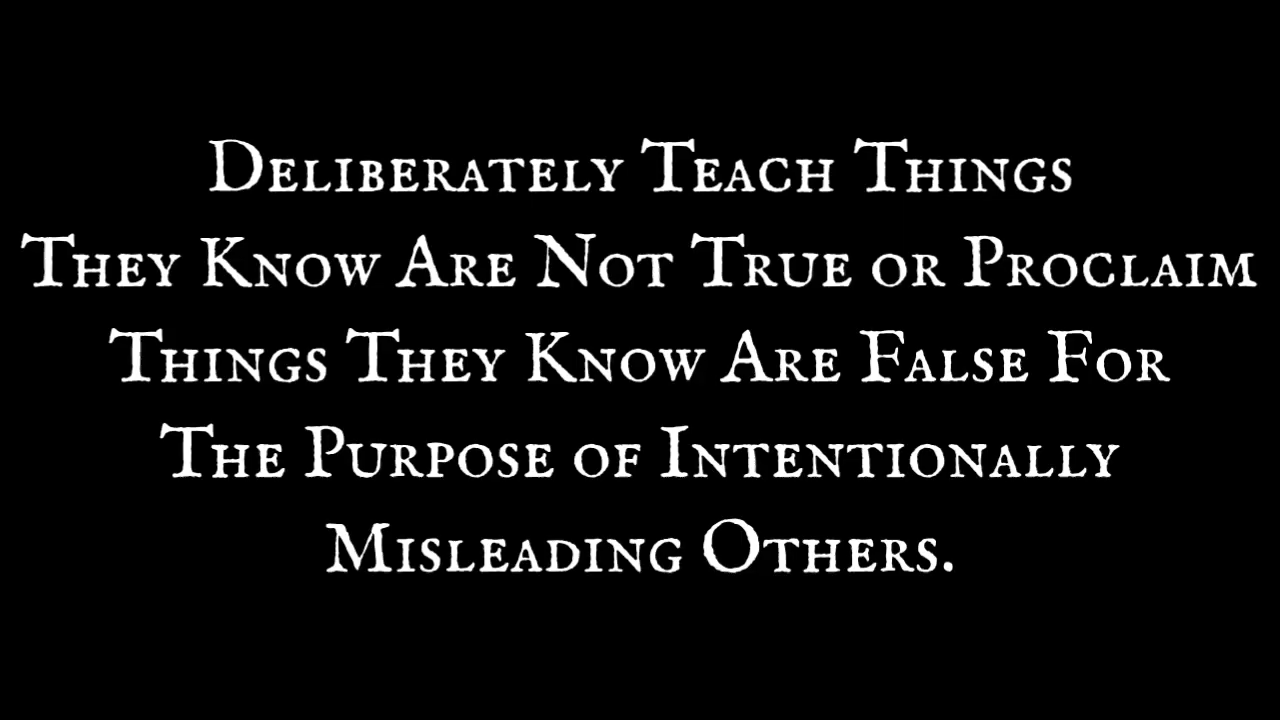 Deliberately Teach Things
They Know Are Not True or Proclaim
Things They Know Are False For
The Purpose of Intentionally
Misleading Others.